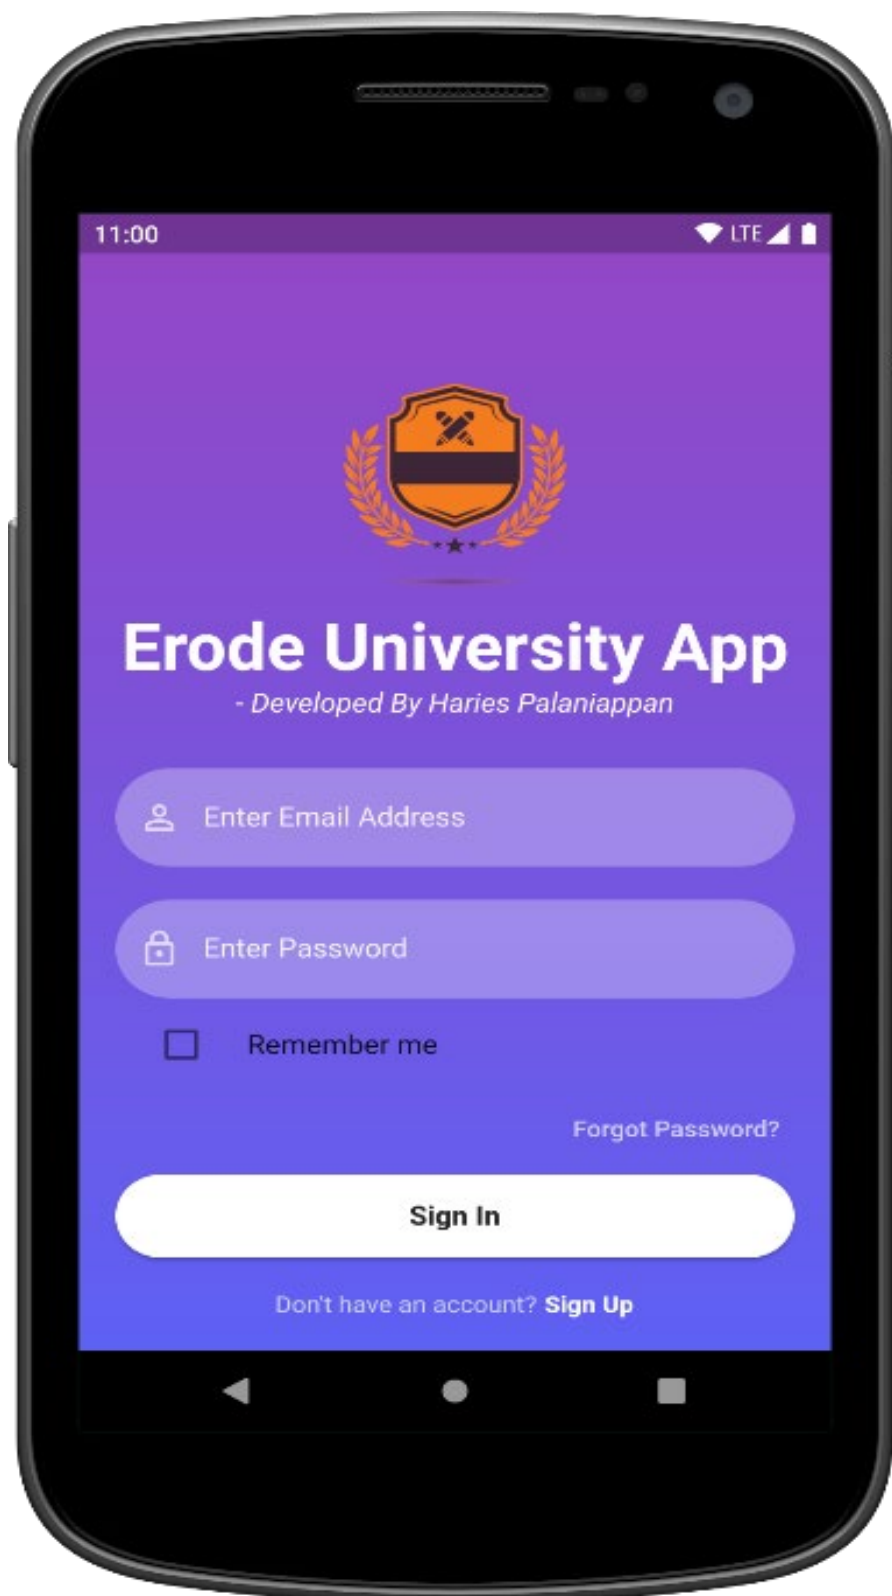 11:00 LTE
Erode University App
- Developed By Haries Palaniappan
Enter Email Address
Enter Password
Remember me
Forgot Password?
Sign In
Don't have an account? Sign Up